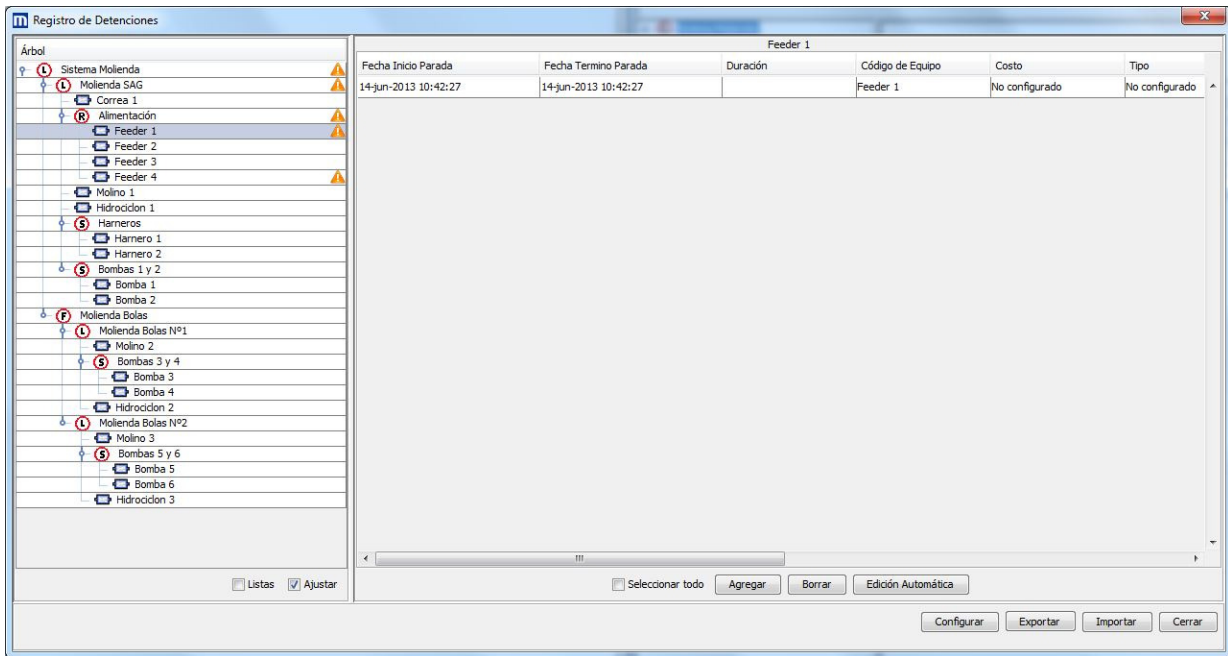 Registro de Detenciones
Árbol
Sistema Molienda
L
Molienda SAG
L
Correa 1
R
Alimentación
Feeder 1
Feeder 2
Feeder 3
Feeder 4
Molino 1
Hidrociclon 1
S
Harneros
Harnero 1
Harnero 2
S
Bombas 1 y 2
Bomba 1
Bomba 2
F
Molienda Bolas
L
Molienda Bolas Nº1
Molino 2
S
Bombas 3 y 4
Bomba 3
Bomba 4
Hidrociclon 2
L
Molienda Bolas Nº2
Molino 3
S
Bombas 5 y 6
Bomba 5
Bomba 6
Hidrociclon 3
Listas Ajustar
Feeder 1
Fecha Inicio Parada Fecha Termino Parada Duración Código de Equipo Costo Tipo
14-jun-2013 10:42:27 14-jun-2013 10:42:27 Feeder 1 No configurado No configurado
Seleccionar todo Agregar Borrar Edición Automática
Configurar Exportar Importar Cerrar